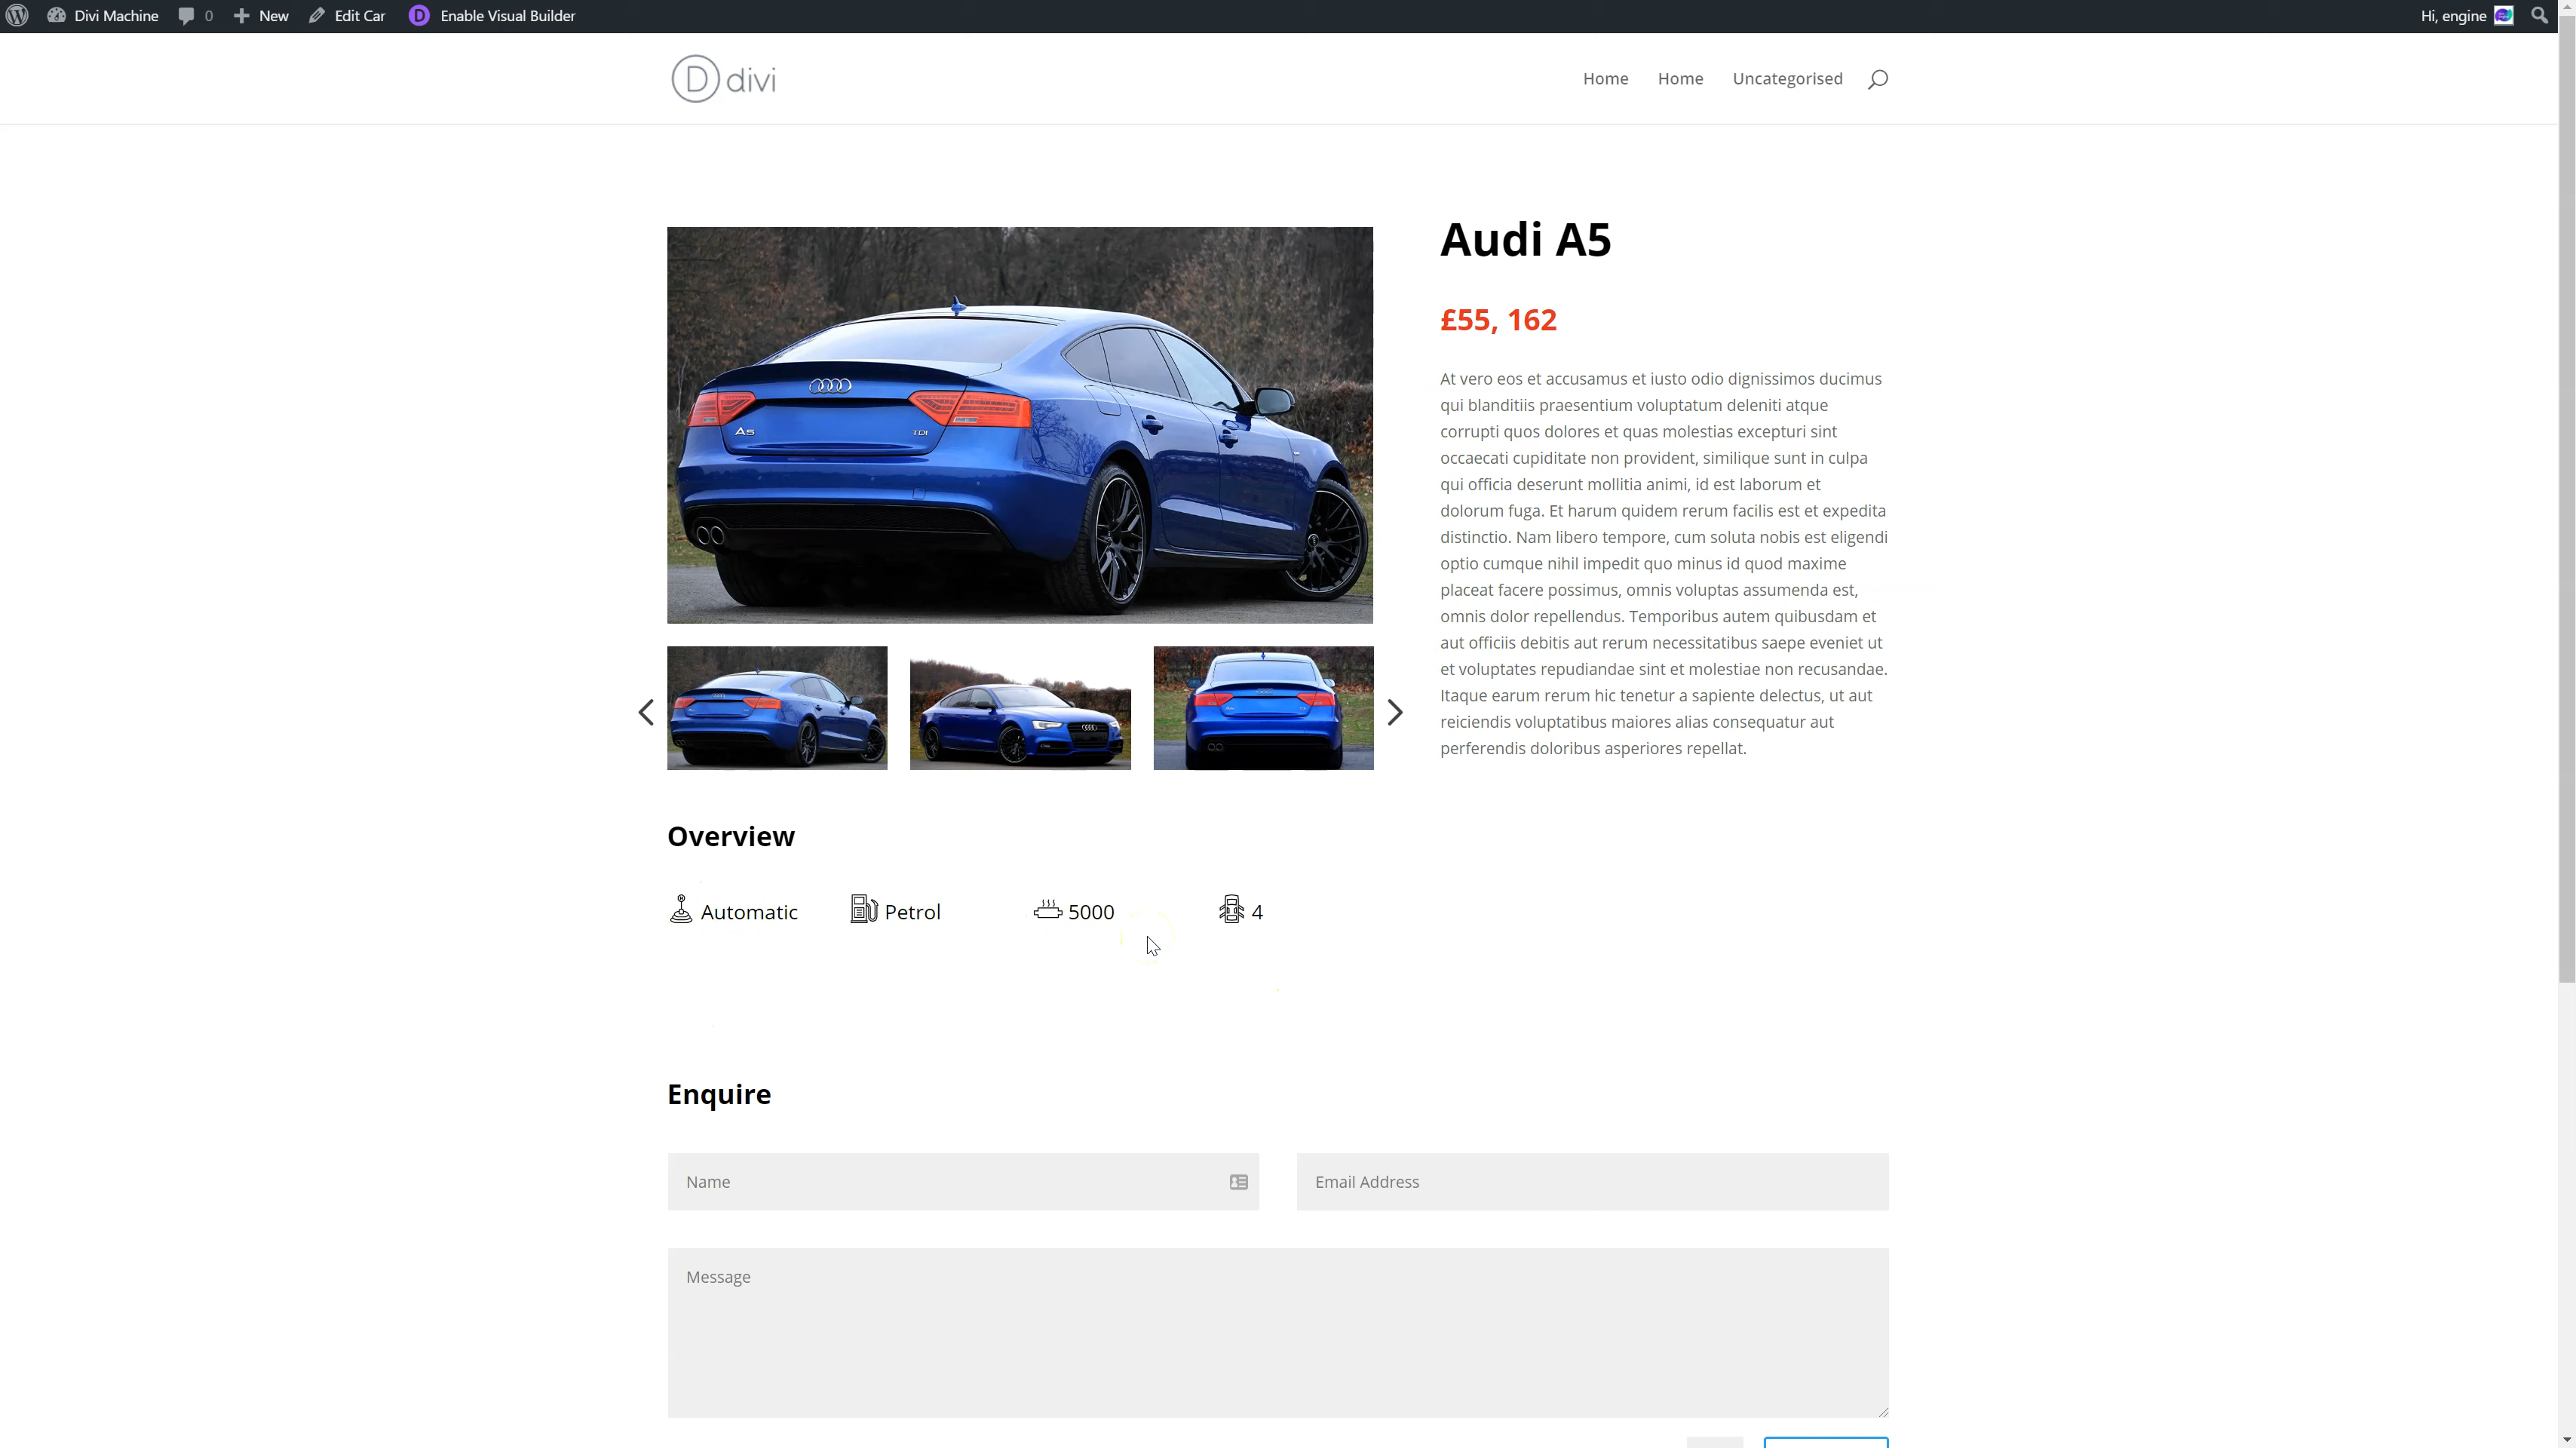 Divi Machine 0 New Edit Car Enable Visual Builder Hi, engine
D divi
Home Home Uncategorised
Audi A5
£55, 162
At vero eos et accusamus et iusto odio dignissimos ducimus
qui blanditiis praesentium voluptatum deleniti atque
corrupti quos dolores et quas molestias excepturi sint
occaecati cupiditate non provident, similique sunt in culpa
qui officia deserunt mollitia animi, id est laborum et
dolorum fuga. Et harum quidem rerum facilis est et expedita
distinctio. Nam libero tempore, cum soluta nobis est eligendi
optio cumque nihil impedit quo minus id quod maxime
placeat facere possimus, omnis voluptas assumenda est,
omnis dolor repellendus. Temporibus autem quibusdam et
aut officiis debitis aut rerum necessitatibus saepe eveniet ut
et voluptates repudiandae sint et molestiae non recusandae.
Itaque earum rerum hic tenetur a sapiente delectus, ut aut
reiciendis voluptatibus maiores alias consequatur aut
perferendis doloribus asperiores repellat.
A5 TDI
Overview
Automatic Petrol 5000 4
Enquire
Name Email Address
Message